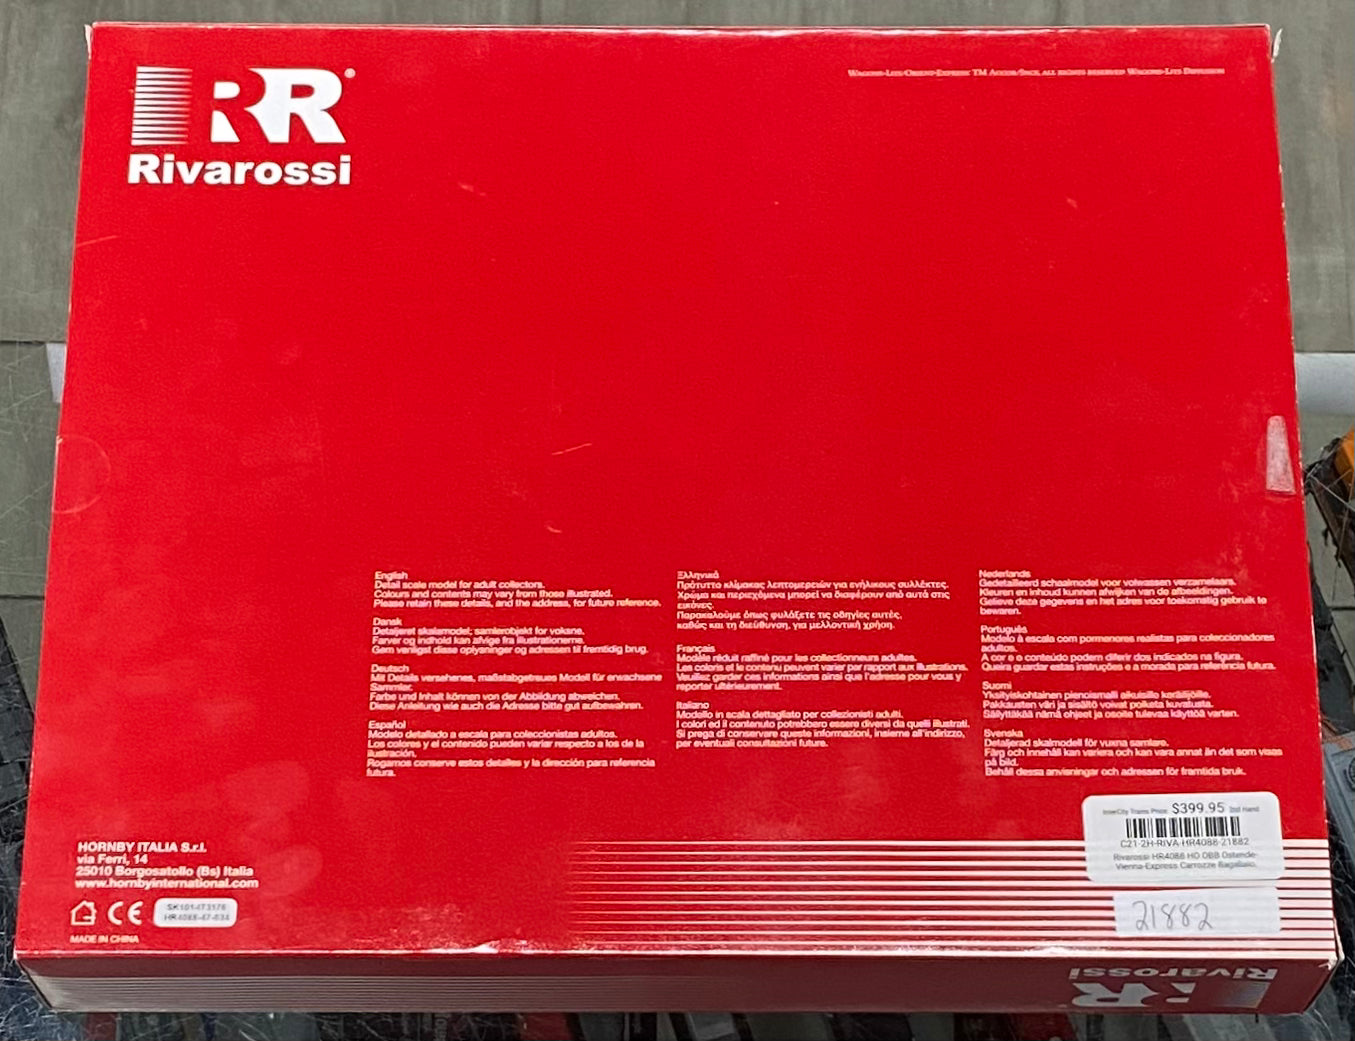 RR®
Rivarossi
WAGONS-LITS/ORIENT-EXPRESS TM ACCOR/SNCF, ALL RIGHTS RESERVED WAGONS-LITS DIFFUSION
English
Detail scale model for adult collectors.
Colours and contents may vary from those illustrated.
Please retain these details, and the address, for future reference.
Dansk
Detaljeret skalamodel; samlerobjekt for voksne.
Farver og indhold kan afvige fra illustrationerne.
Gem venligst disse oplysninger og adressen til fremtidig brug.
Deutsch
Mit Details versehenes, maßstabgetreues Modell für erwachsene
Sammler.
Farbe und Inhalt können von der Abbildung abweichen.
Diese Anleitung wie auch die Adresse bitte gut aufbewahren.
Español
Modelo detallado a escala para coleccionistas adultos.
Los colores y el contenido pueden variar respecto a los de la
ilustración.
Rogamos conserve estos detalles y la dirección para referencia
futura.
Ελληνικά
Πρότυπο κλίμακας λεπτομερειών για ενήλικους συλλέκτες.
Χρώμα και περιεχόμενα μπορεί να διαφέρουν από αυτά στις
εικόνες.
Παρακαλούμε όπως φυλάξετε τις οδηγίες αυτές,
καθώς και τη διεύθυνση, για μελλοντική χρήση.
Français
Modèle réduit raffiné pour les collectionneurs adultes.
Les coloris et le contenu peuvent varier par rapport aux illustrations.
Veuillez garder ces informations ainsi que l'adresse pour vous y
reporter ultérieurement.
Italiano
Modello in scala dettagliato per collezionisti adulti.
I colori ed il contenuto potrebbero essere diversi da quelli illustrati.
Si prega di conservare queste informazioni, insieme all'indirizzo,
per eventuali consultazioni future.
Nederlands
Gedetailleerd schaalmodel voor volwassen verzamelaars.
Kleuren en inhoud kunnen afwijken van de afbeeldingen.
Gelieve deze gegevens en het adres voor toekomstig gebruik te
bewaren.
Português
Modelo à escala com pormenores realistas para coleccionadores
adultos.
A cor e o conteúdo podem diferir dos indicados na figura.
Queira guardar estas instruções e a morada para referência futura.
Suomi
Yksityiskohtainen pienoismalli aikuisille keräilijöille.
Pakkausten väri ja sisältö voivat poiketa kuvatusta.
Säilyttäkää nämä ohjeet ja osoite tulevaa käyttöä varten.
Svenska
Detaljerad skalmodell för vuxna samlare.
Färg och innehåll kan variera och kan vara annat än det som visas
på bild.
Behåll dessa anvisningar och adressen för framtida bruk.
HORNBY ITALIA S.r.l.
via Ferri, 14
25010 Borgosatollo (Bs) Italia
www.hornbyinternational.com
CE
MADE IN CHINA
InterCity Trains Price: $399.95 2nd Hand
C21-2H-RIVA-HR4088-21882
Rivarossi HR4088 HO OBB Ostende-
Vienna-Express Carrozze Bagallaio,
21882
RR
Rivarossi